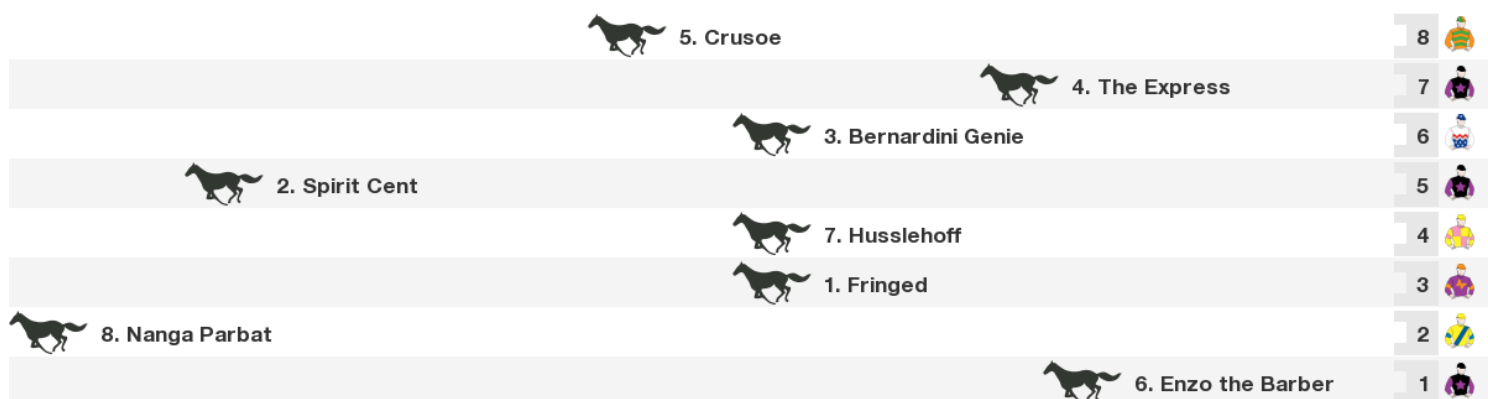 5. Crusoe 8
4. The Express 7
3. Bernardini Genie 6
2. Spirit Cent 5
7. Husslehoff 4
1. Fringed 3
8. Nanga Parbat 2
6. Enzo the Barber 1